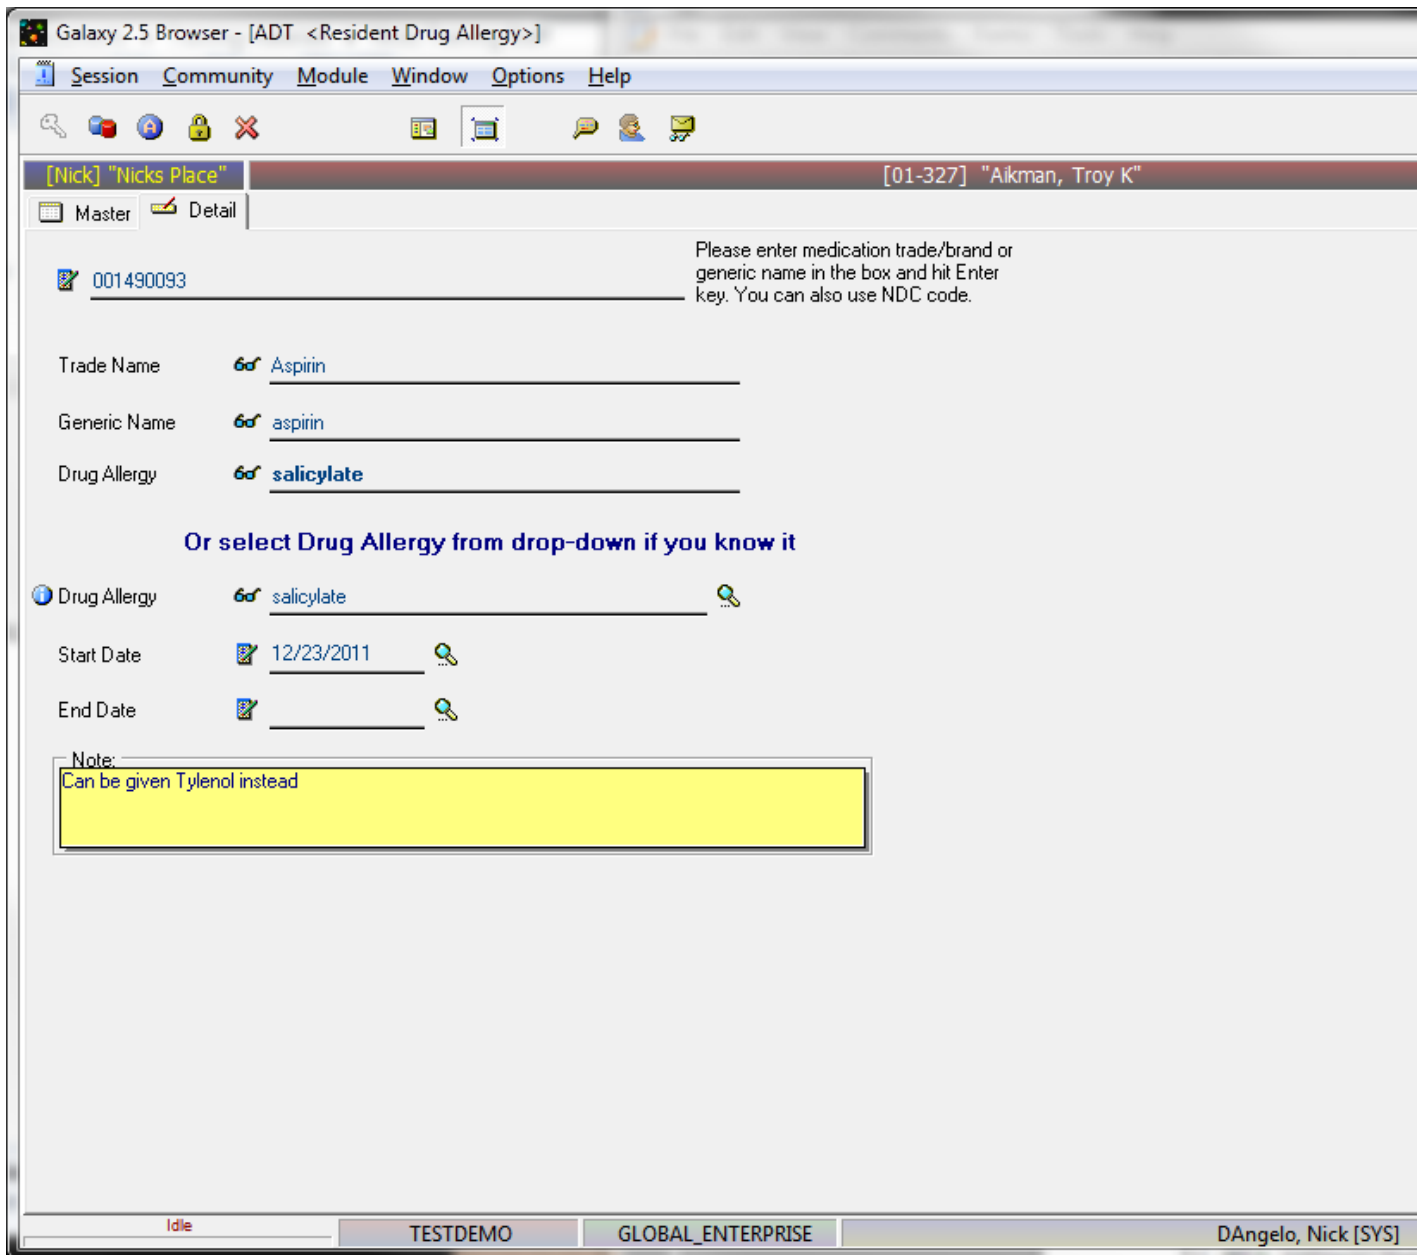 Galaxy 2.5 Browser - [ADT <Resident Drug Allergy>]
Session Community Module Window Options Help
[Nick] "Nicks Place" [01-327] "Aikman, Troy K"
Master Detail
001490093
Please enter medication trade/brand or
generic name in the box and hit Enter
key. You can also use NDC code.
Trade Name Aspirin
Generic Name aspirin
Drug Allergy salicylate
Or select Drug Allergy from drop-down if you know it
Drug Allergy salicylate
Start Date 12/23/2011
End Date
Note:
Can be given Tylenol instead
Idle TESTDEMO GLOBAL_ENTERPRISE DAngelo, Nick [SYS]